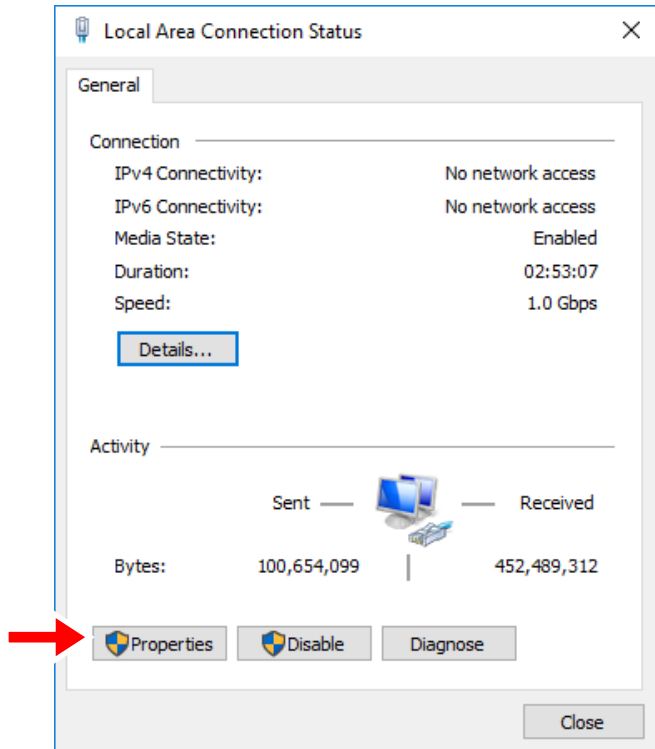 Local Area Connection Status
General
Connection
IPv4 Connectivity: No network access
IPv6 Connectivity: No network access
Media State: Enabled
Duration: 02:53:07
Speed: 1.0 Gbps
Details...
Activity
Sent Received
Bytes: 100,654,099 452,489,312
Properties Disable Diagnose
Close